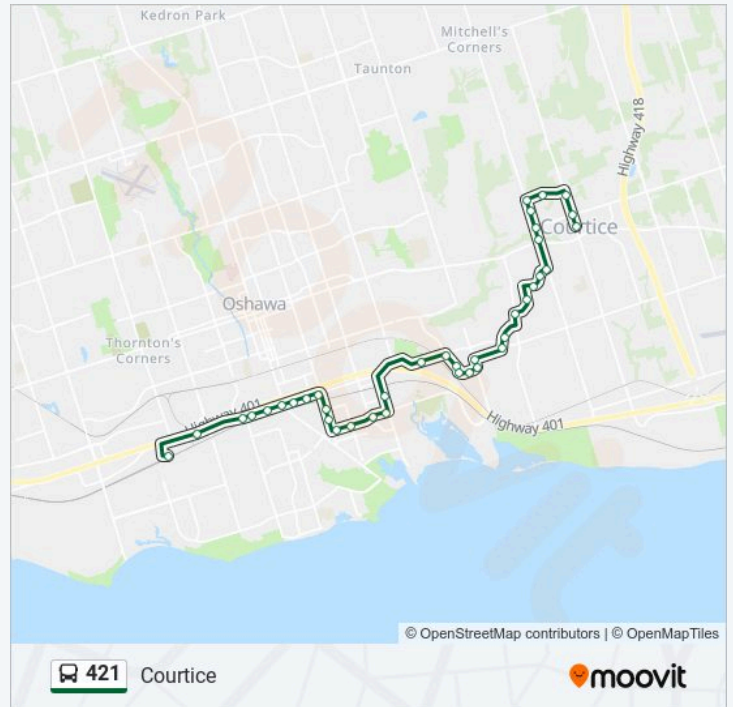 Kedron Park
Mitchell's
Corners
Taunton
Highway 418
Courtice
Oshawa
Thornton's
Corners
Highway 401
Highway 401
© OpenStreetMap contributors | © OpenMapTiles
421 Courtice
moovit